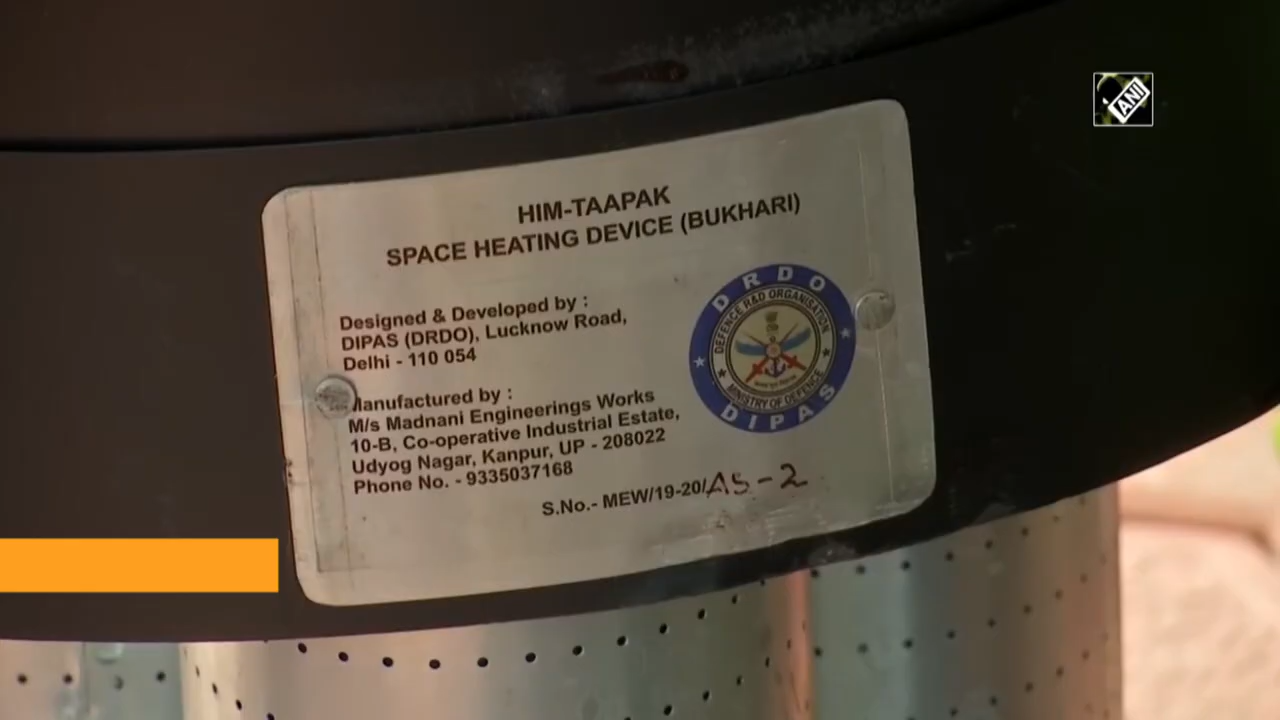 ANI
HIM-TAAPAK
SPACE HEATING DEVICE (BUKHARI)
Designed & Developed by :
DIPAS (DRDO), Lucknow Road,
Delhi - 110 054
Manufactured by :
M/s Madnani Engineerings Works
10-B, Co-operative Industrial Estate,
Udyog Nagar, Kanpur, UP - 208022
Phone No. - 9335037168
S.No.- MEW/19-20/AS-2
DRDO
DEFENCE R&D ORGANISATION
MINISTRY OF DEFENCE
DIPAS